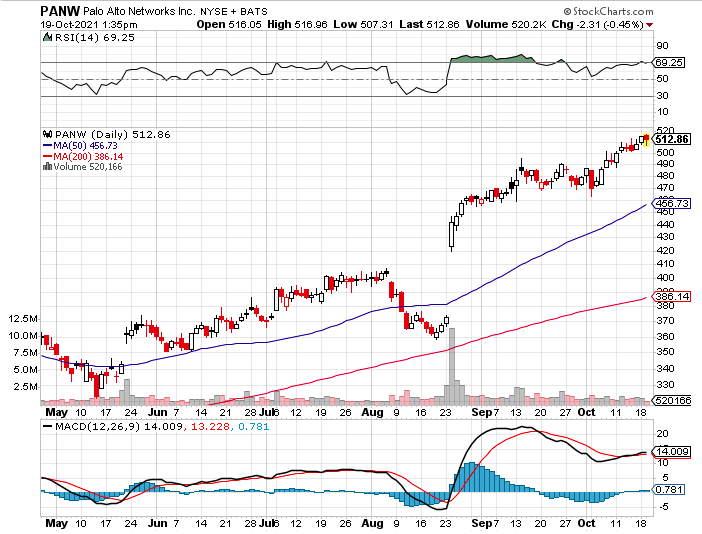 PANW Palo Alto Networks Inc. NYSE + BATS © StockCharts.com
19-Oct-2021 1:35pm Open 516.05 High 516.96 Low 507.31 Last 512.86 Volume 520.2K Chg -2.31 (-0.45%)
RSI(14) 69.25
90
69.25
50
30
10
PANW (Daily) 512.86
MA(50) 456.73
MA(200) 386.14
Volume 520,166
520
512.86
500
490
480
470
460
456.73
440
430
420
410
400
390
386.14
380
370
360
350
340
330
520166
12.5M
10.0M
7.5M
5.0M
2.5M
May 10 17 24 Jun 7 14 21 28 Jul 6 12 19 26 Aug 9 16 23 Sep 7 13 20 27 Oct 11 18
MACD(12,26,9) 14.009, 13.228, 0.781
20
14.009
10
5
0.781
-5
May 10 17 24 Jun 7 14 21 28 Jul 6 12 19 26 Aug 9 16 23 Sep 7 13 20 27 Oct 11 18